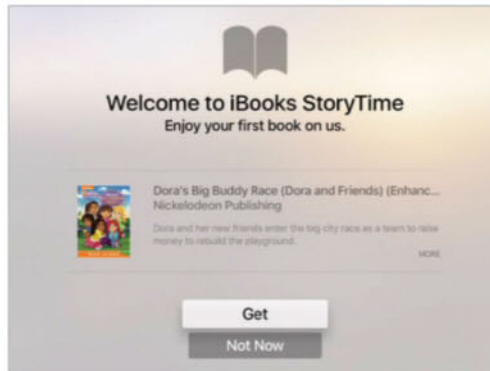 Welcome to iBooks StoryTime
Enjoy your first book on us.
Dora's Big Buddy Race (Dora and Friends) (Enhanc...
Nickelodeon Publishing
Dora and her new friends enter the big city race as a team to raise
money to rebuild the playground.
MORE
Get
Not Now